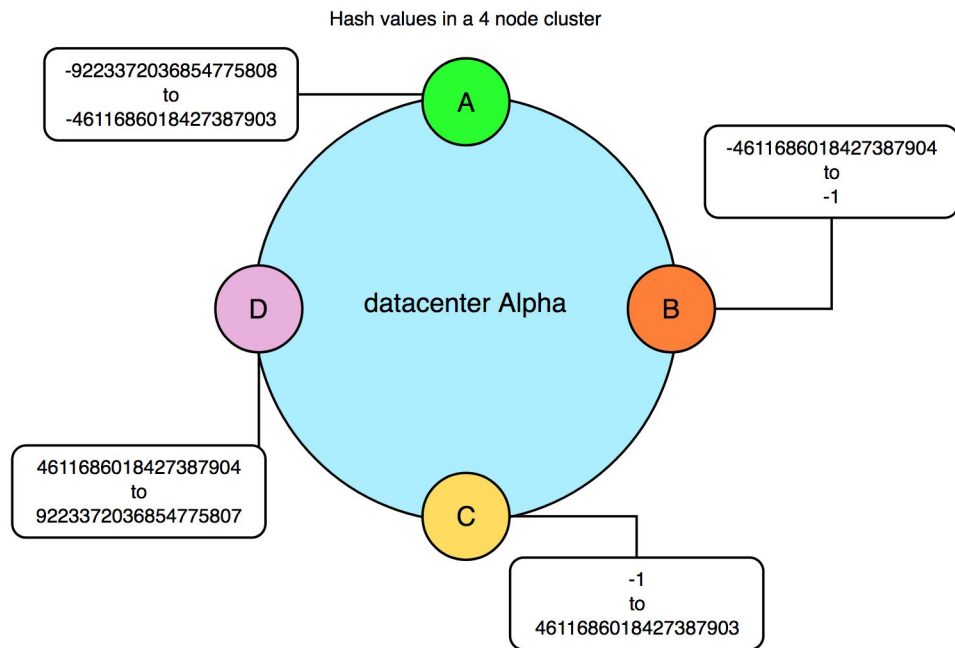 Hash values in a 4 node cluster
-9223372036854775808
to
-4611686018427387903
A
-4611686018427387904
to
-1
D
datacenter Alpha
B
4611686018427387904
to
9223372036854775807
C
-1
to
4611686018427387903